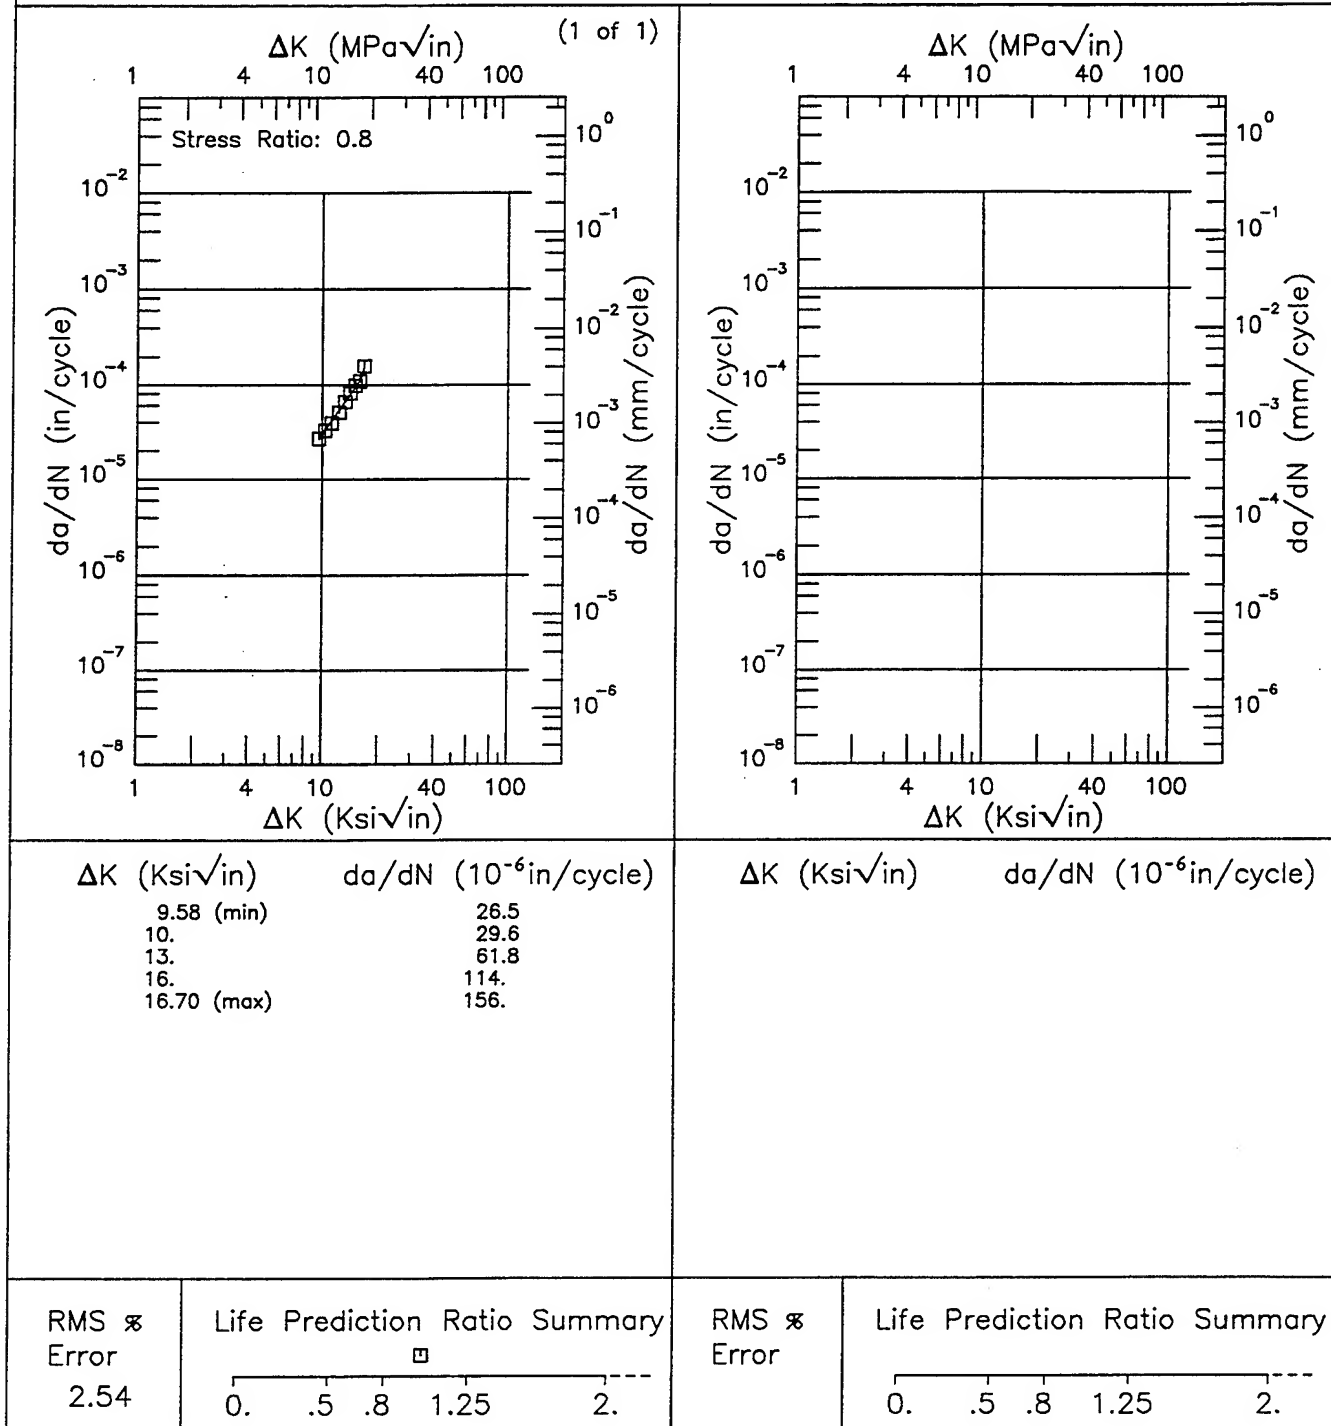 (1 of 1)
ΔK (MPa√in)
1 4 10 40 100
Stress Ratio: 0.8
10⁰
10⁻²
10⁻¹
10⁻³
10⁻²
10⁻⁴
10⁻³
10⁻⁵
10⁻⁴
10⁻⁶
10⁻⁵
10⁻⁷
10⁻⁶
10⁻⁸
da/dN (in/cycle)
da/dN (mm/cycle)
1 4 10 40 100
ΔK (Ksi√in)
ΔK (MPa√in)
1 4 10 40 100
10⁰
10⁻²
10⁻¹
10⁻³
10⁻²
10⁻⁴
10⁻³
10⁻⁵
10⁻⁴
10⁻⁶
10⁻⁵
10⁻⁷
10⁻⁶
10⁻⁸
da/dN (in/cycle)
da/dN (mm/cycle)
1 4 10 40 100
ΔK (Ksi√in)
ΔK (Ksi√in) da/dN (10⁻⁶in/cycle)
9.58 (min) 26.5
10. 29.6
13. 61.8
16. 114.
16.70 (max) 156.
ΔK (Ksi√in) da/dN (10⁻⁶in/cycle)
RMS %
Error
2.54
Life Prediction Ratio Summary
0. .5 .8 1.25 2.
RMS %
Error
Life Prediction Ratio Summary
0. .5 .8 1.25 2.